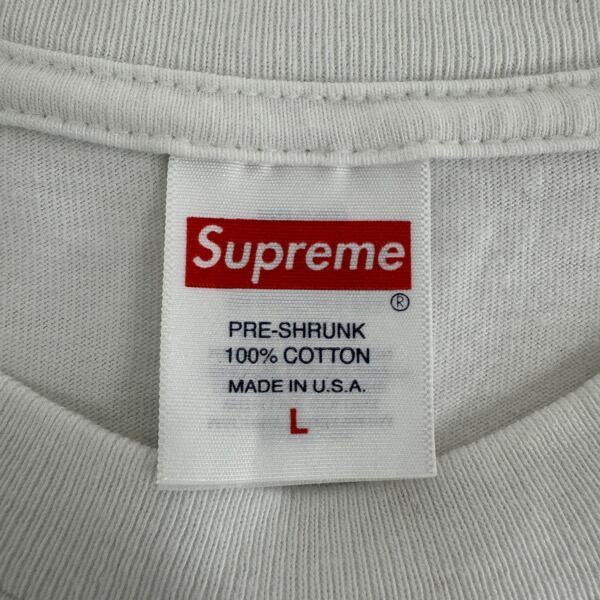 Supreme
®
PRE-SHRUNK
100% COTTON
MADE IN U.S.A.
L